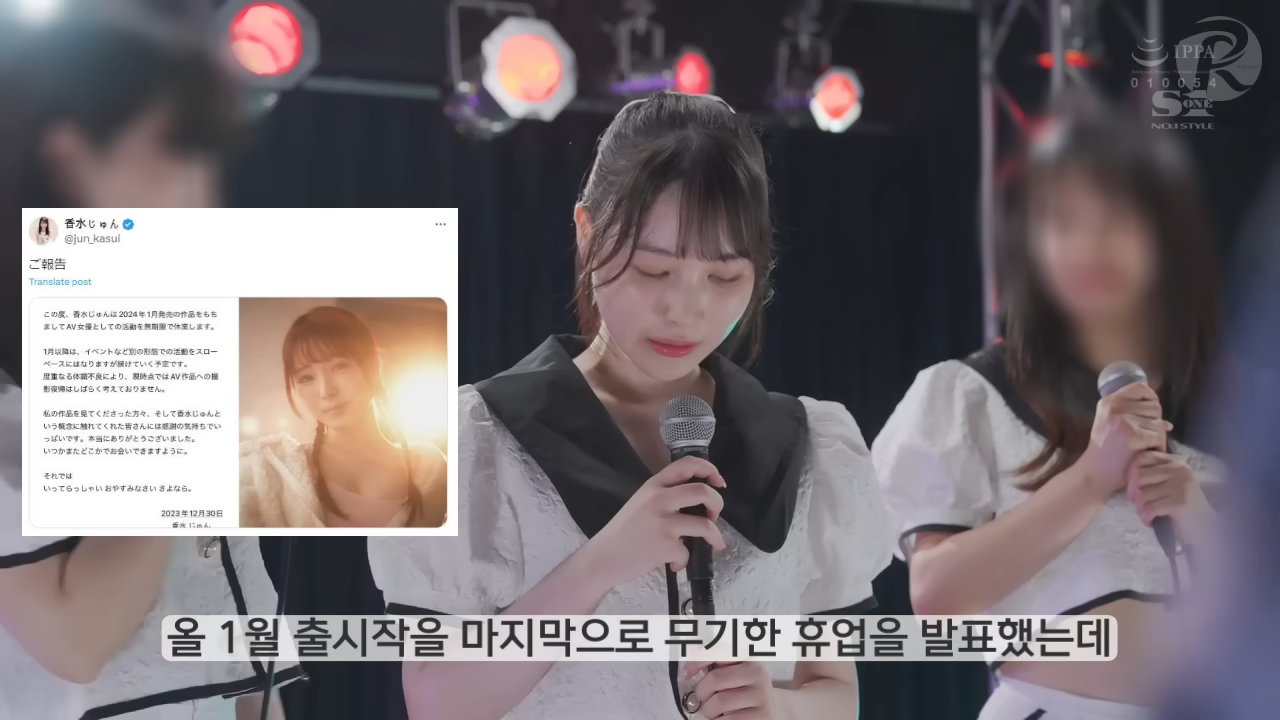 IPPA
010054
S1
ONE
NO.1 STYLE
R
香水じゅん
@jun_kasui
ご報告
Translate post
この度、香水じゅんは2024年1月発売の作品をもち
ましてAV女優としての活動を無期限で休業します。
1月以降は、イベントなど別の形態での活動をスロー
ペースにはなりますが続けていく予定です。
度重なる体調不良により、現時点ではAV作品への撮
影復帰はしばらく考えておりません。
私の作品を見てくださった方々、そして香水じゅんと
いう概念に触れてくれた皆さんには感謝の気持ちでい
っぱいです。本当にありがとうございました。
いつかまたどこかでお会いできますように。
それでは
いってらっしゃい おやすみなさい さよなら。
2023年12月30日
香水じゅん
올 1월 출시작을 마지막으로 무기한 휴업을 발표했는데